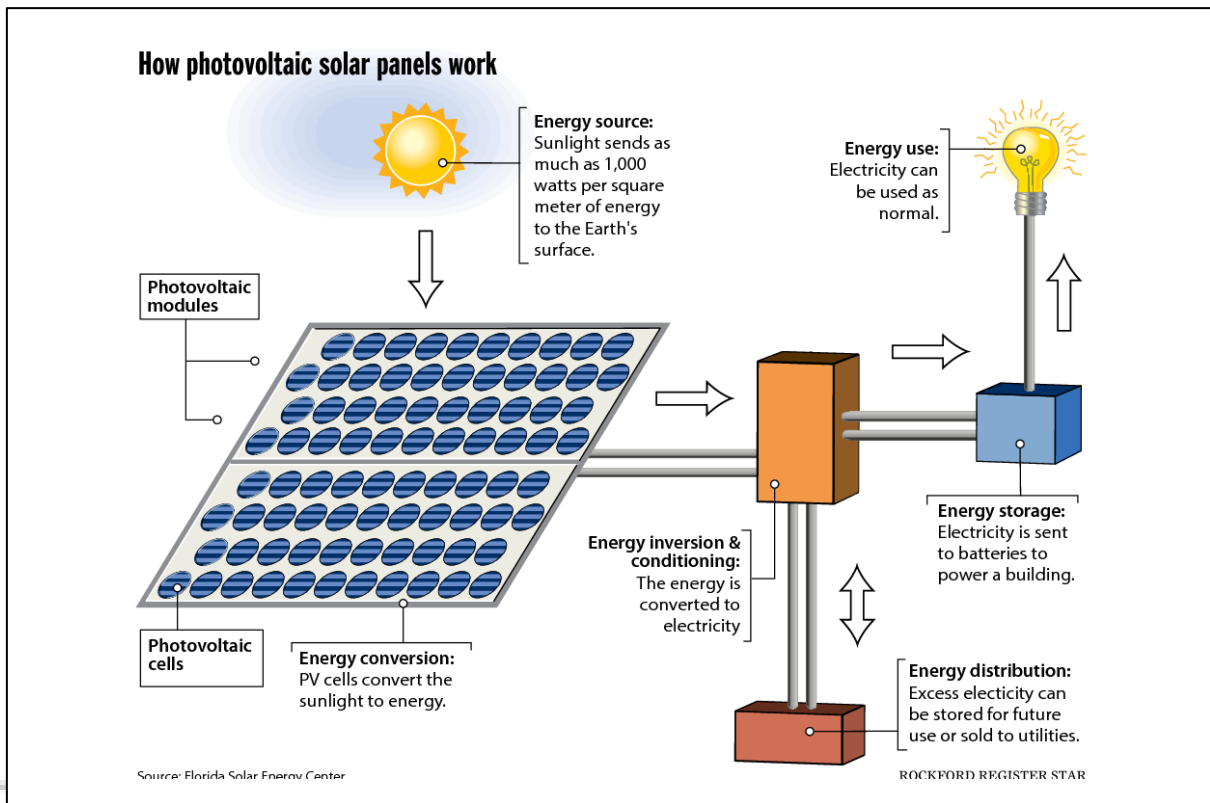 How photovoltaic solar panels work
Energy source:
Sunlight sends as
much as 1,000
watts per square
meter of energy
to the Earth's
surface.
Energy use:
Electricity can
be used as
normal.
Photovoltaic
modules
Energy inversion &
conditioning:
The energy is
converted to
electricity
Energy storage:
Electricity is sent
to batteries to
power a building.
Photovoltaic
cells
Energy conversion:
PV cells convert the
sunlight to energy.
Energy distribution:
Excess electicity can
be stored for future
use or sold to utilities.
Source: Florida Solar Energy Center
ROCKFORD REGISTER STAR